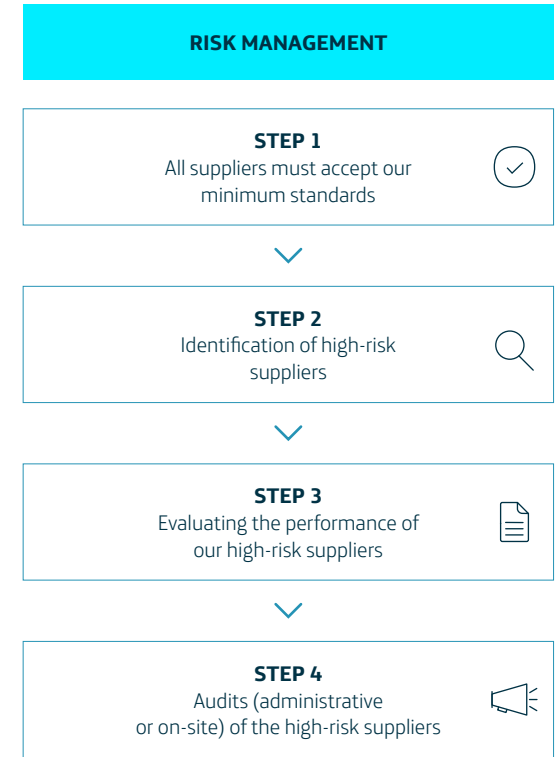 RISK MANAGEMENT
STEP 1
All suppliers must accept our
minimum standards
STEP 2
Identification of high-risk
suppliers
STEP 3
Evaluating the performance of
our high-risk suppliers
STEP 4
Audits (administrative
or on-site) of the high-risk suppliers